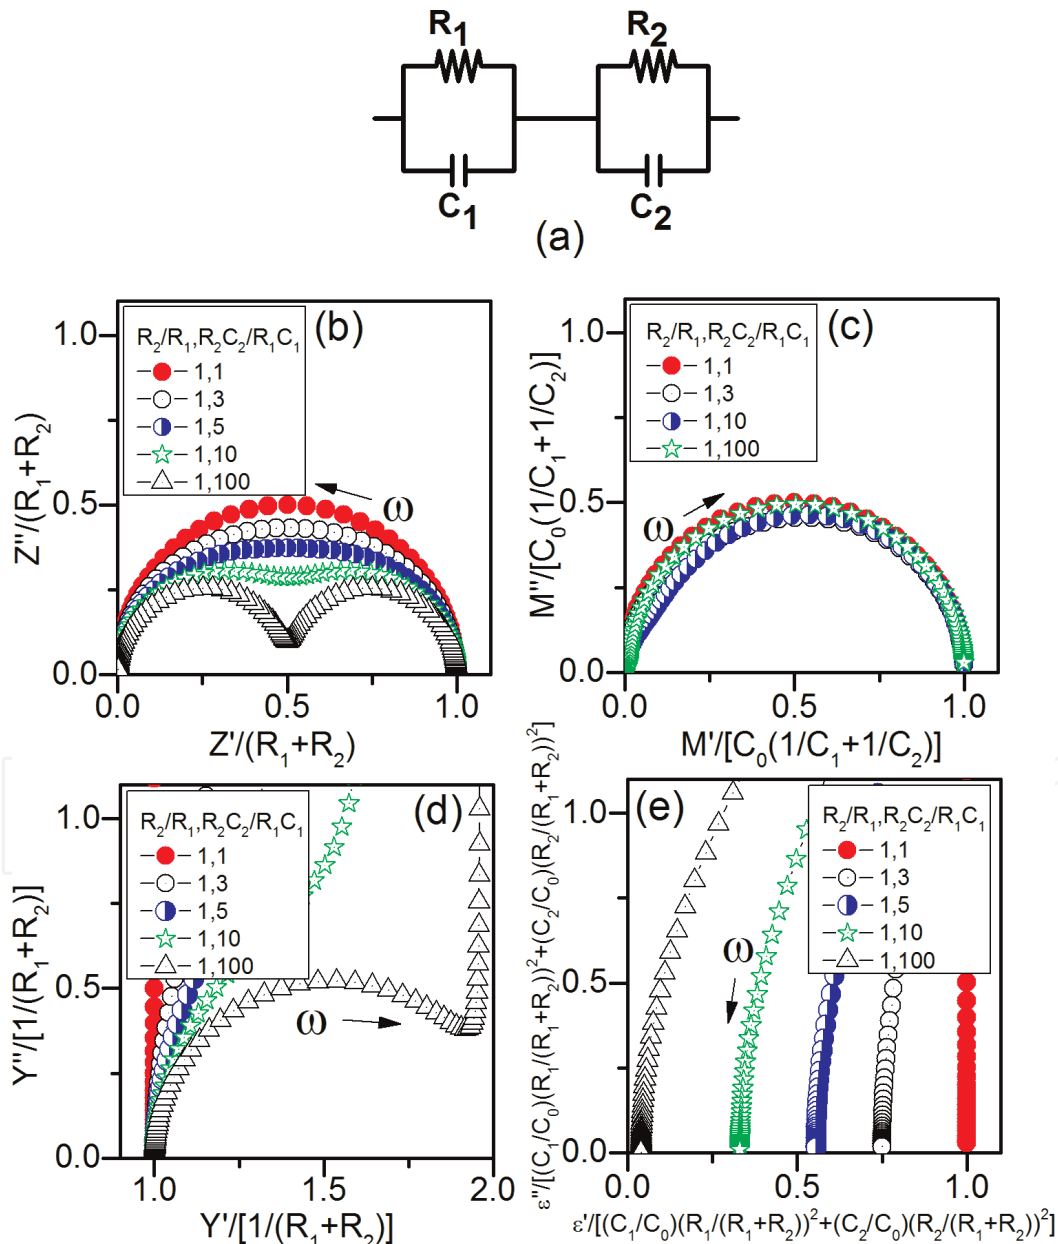 R₁ R₂
C₁ C₂
(a)
(b)
Z''/(R₁+R₂)
1.0
0.5
0.0
R₂/R₁,R₂C₂/R₁C₁
1,1
1,3
1,5
1,10
1,100
ω
0.0 0.5 1.0
Z'/(R₁+R₂)
(c)
M''/[C₀(1/C₁+1/C₂)]
1.0
0.5
0.0
R₂/R₁,R₂C₂/R₁C₁
1,1
1,3
1,10
1,100
ω
0.0 0.5 1.0
M'/[C₀(1/C₁+1/C₂)]
(d)
Y''/[1/(R₁+R₂)]
1.0
0.5
0.0
R₂/R₁,R₂C₂/R₁C₁
1,1
1,3
1,5
1,10
1,100
ω
1.0 1.5 2.0
Y'/[1/(R₁+R₂)]
(e)
ε''/[(C₁/C₀)(R₁/(R₁+R₂))²+(C₂/C₀)(R₂/(R₁+R₂))²]
1.0
0.5
0.0
R₂/R₁,R₂C₂/R₁C₁
1,1
1,3
1,5
1,10
1,100
ω
0.0 0.5 1.0
ε'/[(C₁/C₀)(R₁/(R₁+R₂))²+(C₂/C₀)(R₂/(R₁+R₂))²]